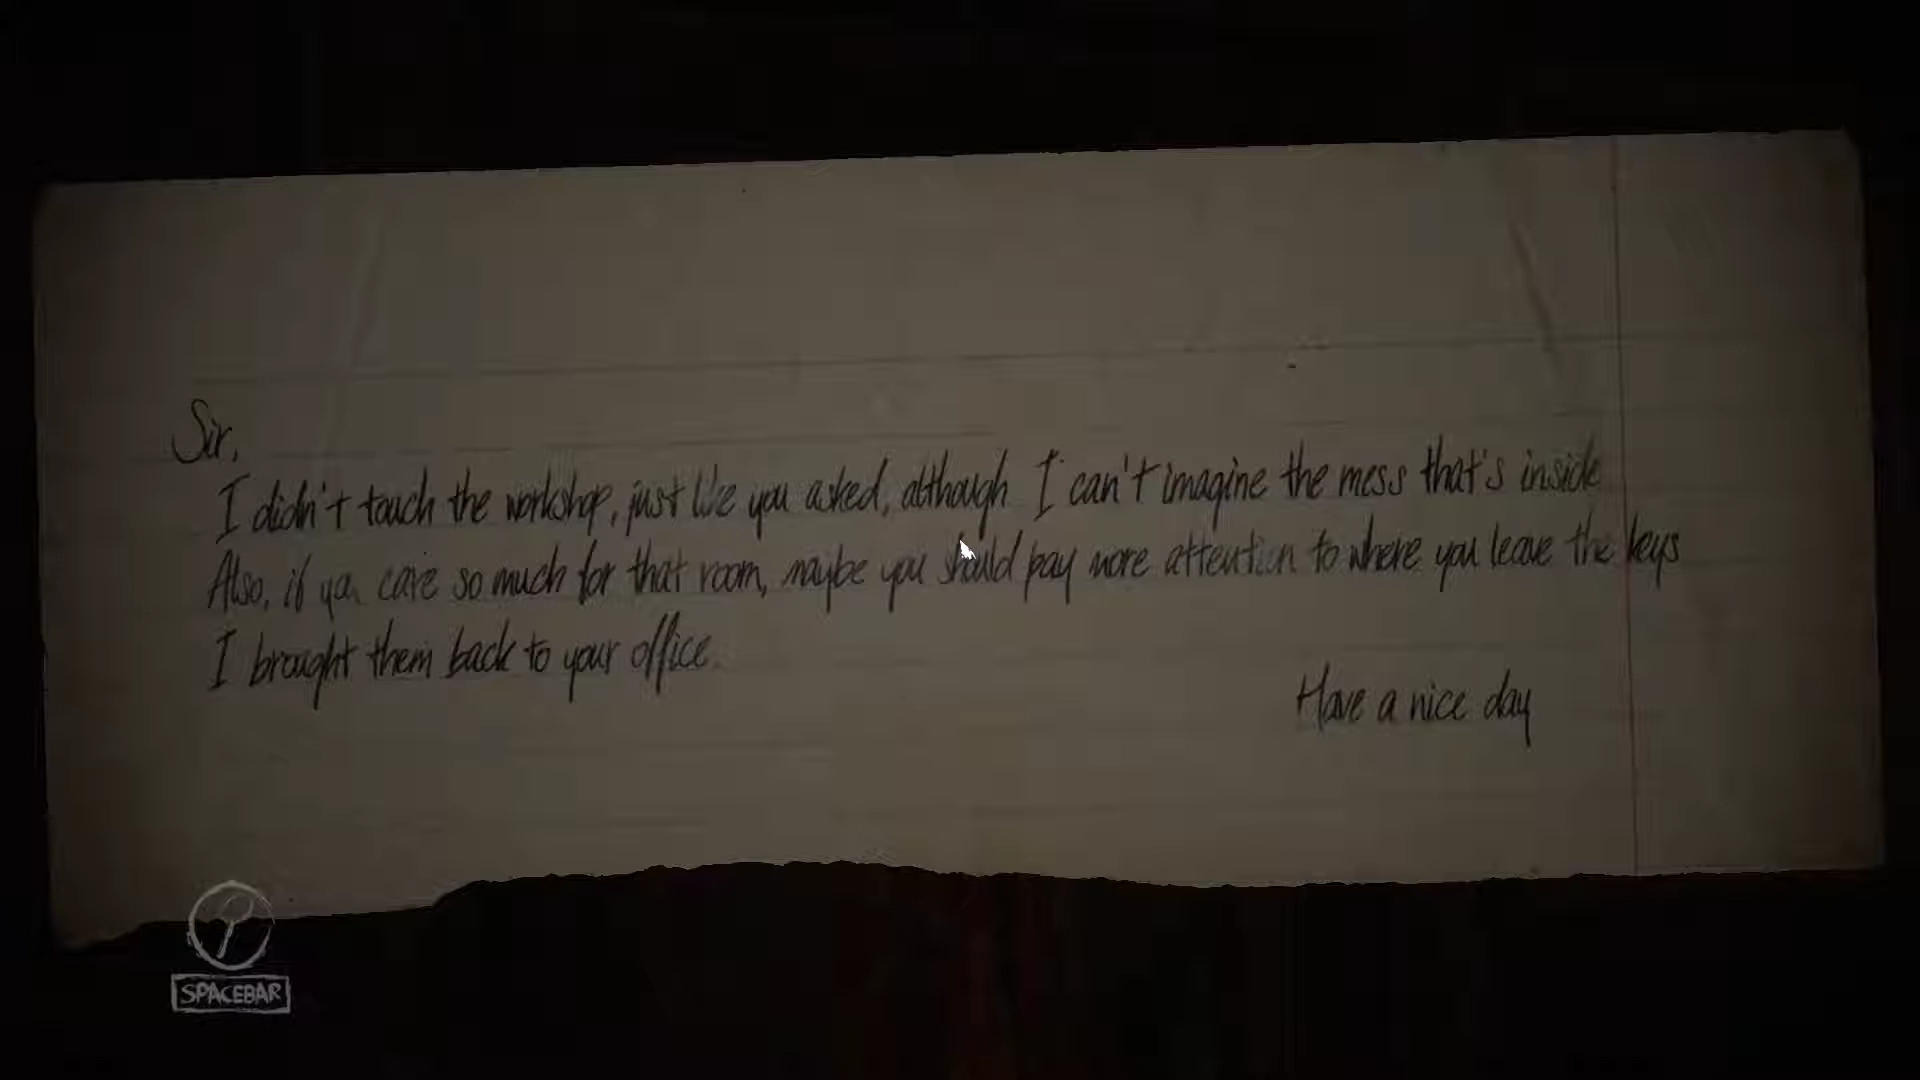 Sir,
I didn't touch the workshop, just like you asked, although I can't imagine the mess that's inside
Also, if you care so much for that room, maybe you should pay more attention to where you leave the keys
I brought them back to your office.
Have a nice day
SPACEBAR